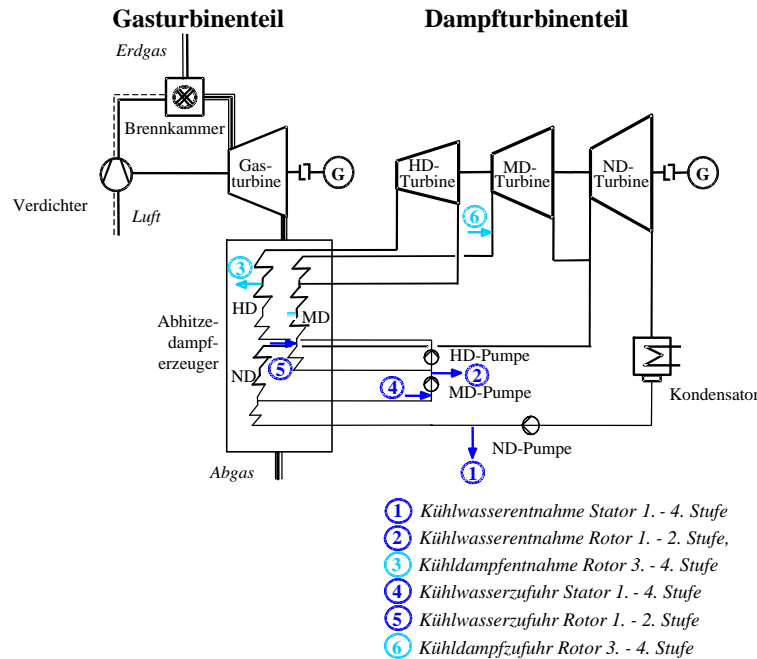 Gasturbinenteil
Dampfturbinenteil
Erdgas
Brennkammer
Gas-
turbine
G
HD-
Turbine
MD-
Turbine
ND-
Turbine
G
Verdichter
Luft
6
3
HD
MD
Abhitze-
dampf-
erzeuger
ND
5
HD-Pumpe
2
4
MD-Pumpe
Kondensator
ND-Pumpe
Abgas
1
1 Kühlwasserentnahme Stator 1. - 4. Stufe
2 Kühlwasserentnahme Rotor 1. - 2. Stufe,
3 Kühldampfentnahme Rotor 3. - 4. Stufe
4 Kühlwasserzufuhr Stator 1. - 4. Stufe
5 Kühlwasserzufuhr Rotor 1. - 2. Stufe
6 Kühldampfzufuhr Rotor 3. - 4. Stufe